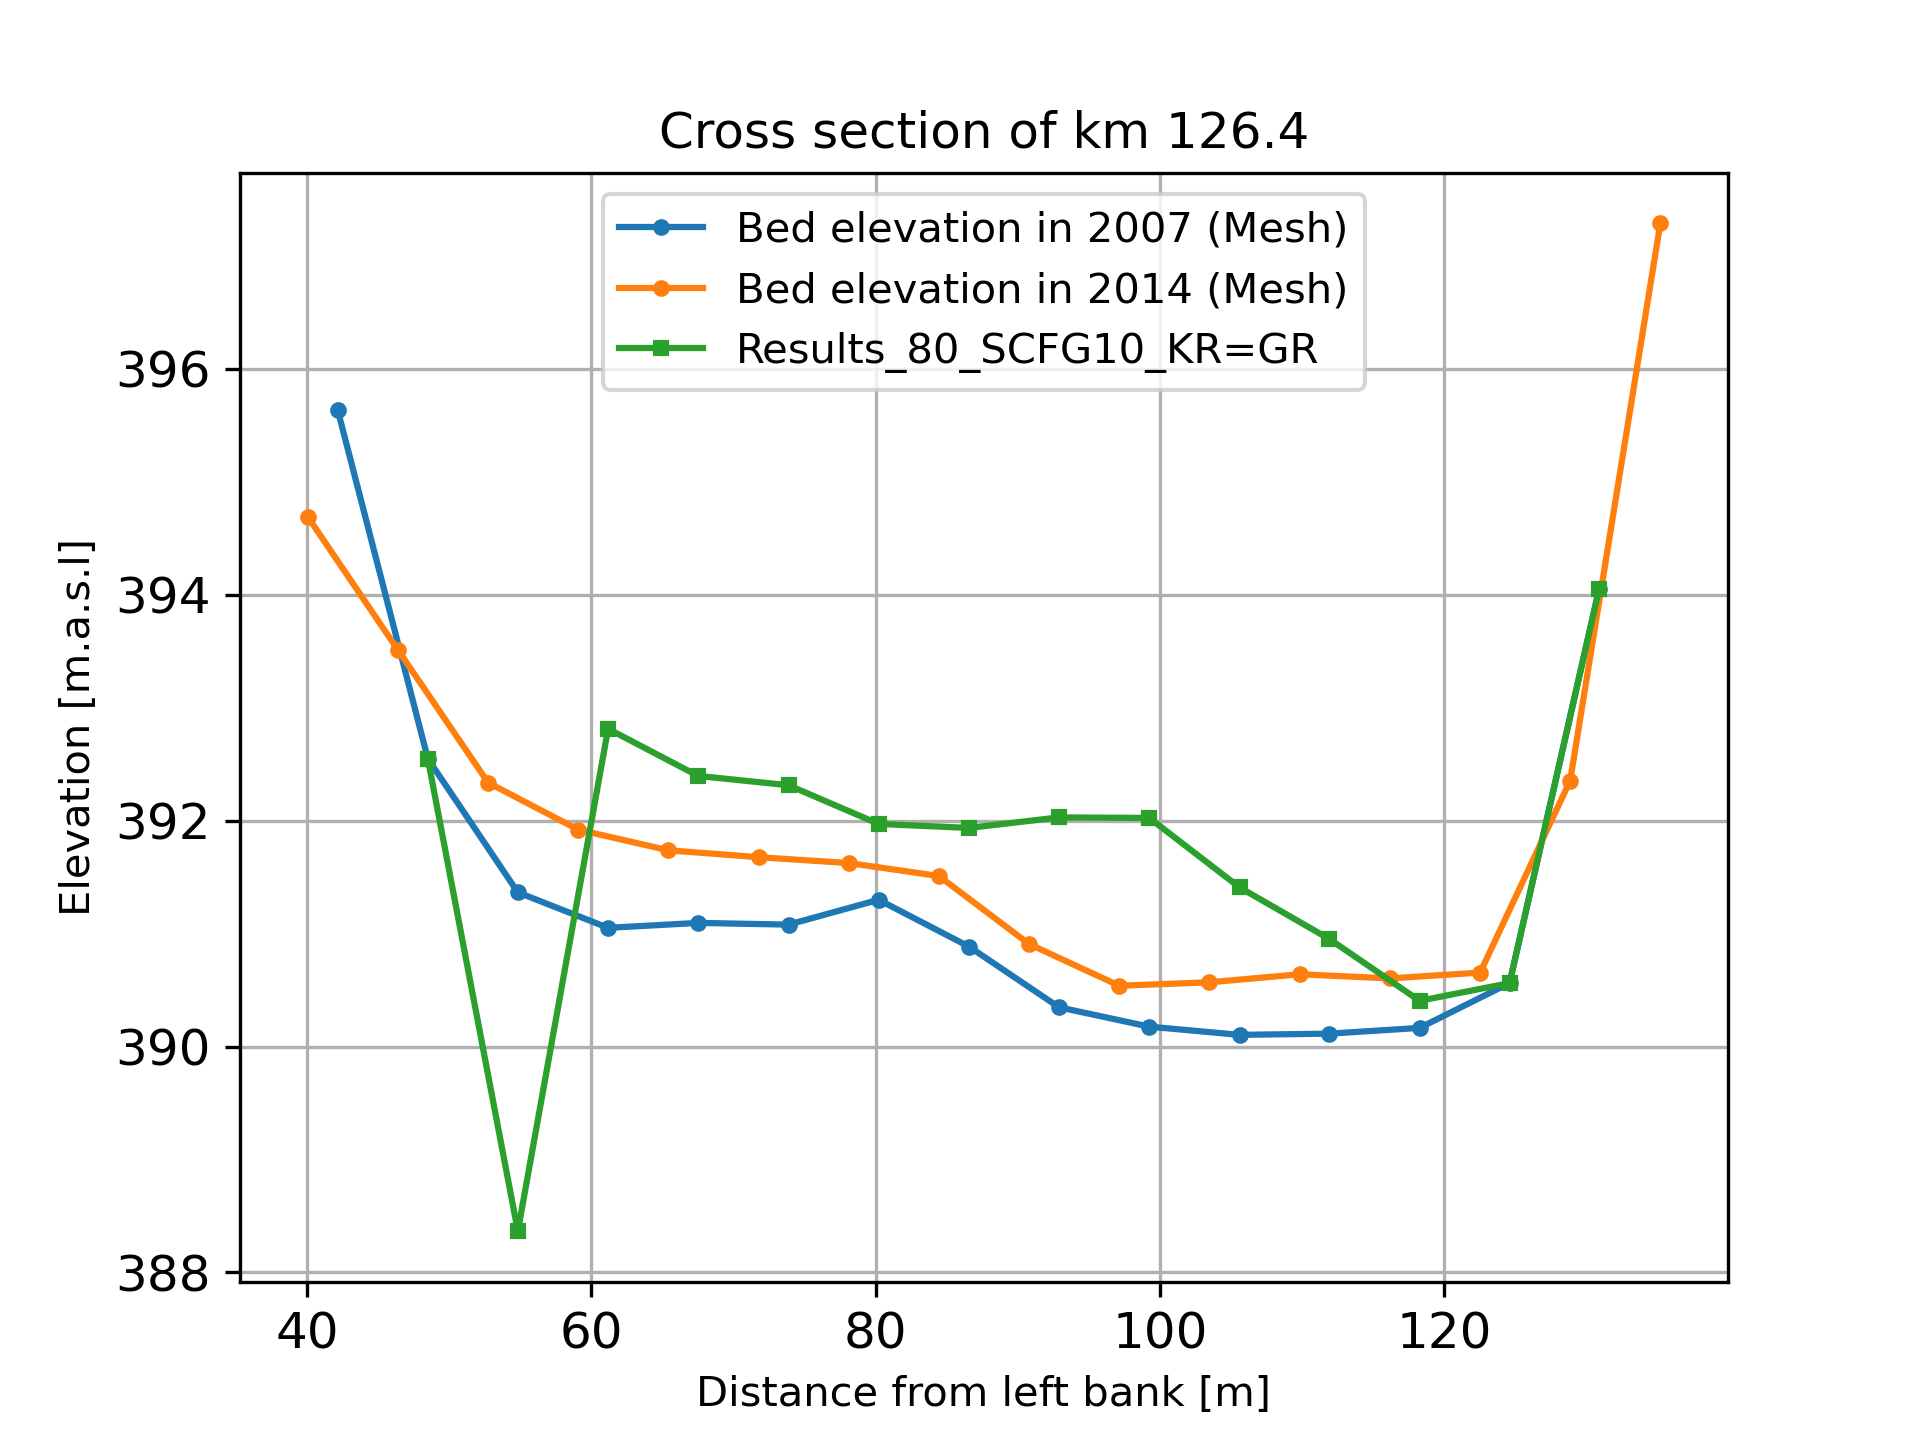 Cross section of km 126.4
Bed elevation in 2007 (Mesh)
Bed elevation in 2014 (Mesh)
Results_80_SCFG10_KR=GR
396
394
392
390
388
Elevation [m.a.s.l]
40 60 80 100 120
Distance from left bank [m]